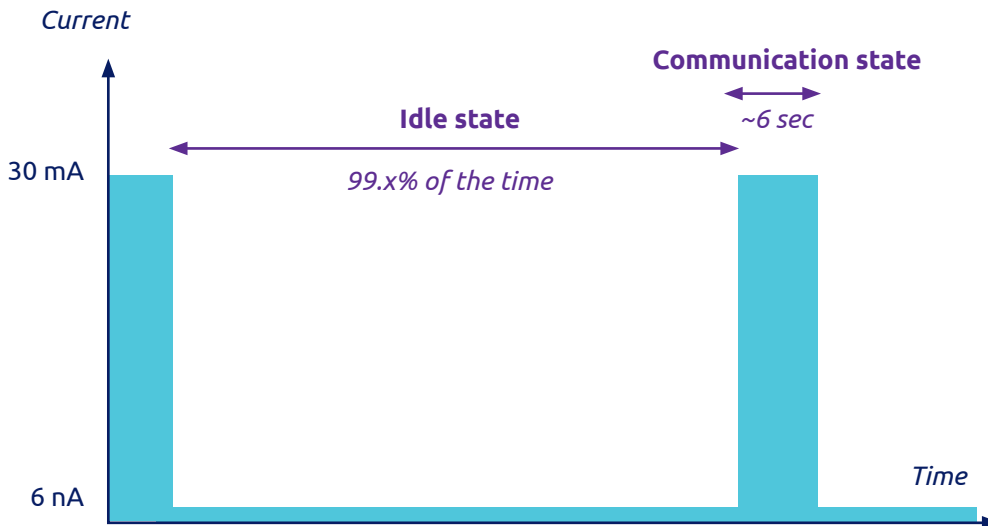 Current
Communication state
~6 sec
Idle state
99.x% of the time
30 mA
6 nA
Time